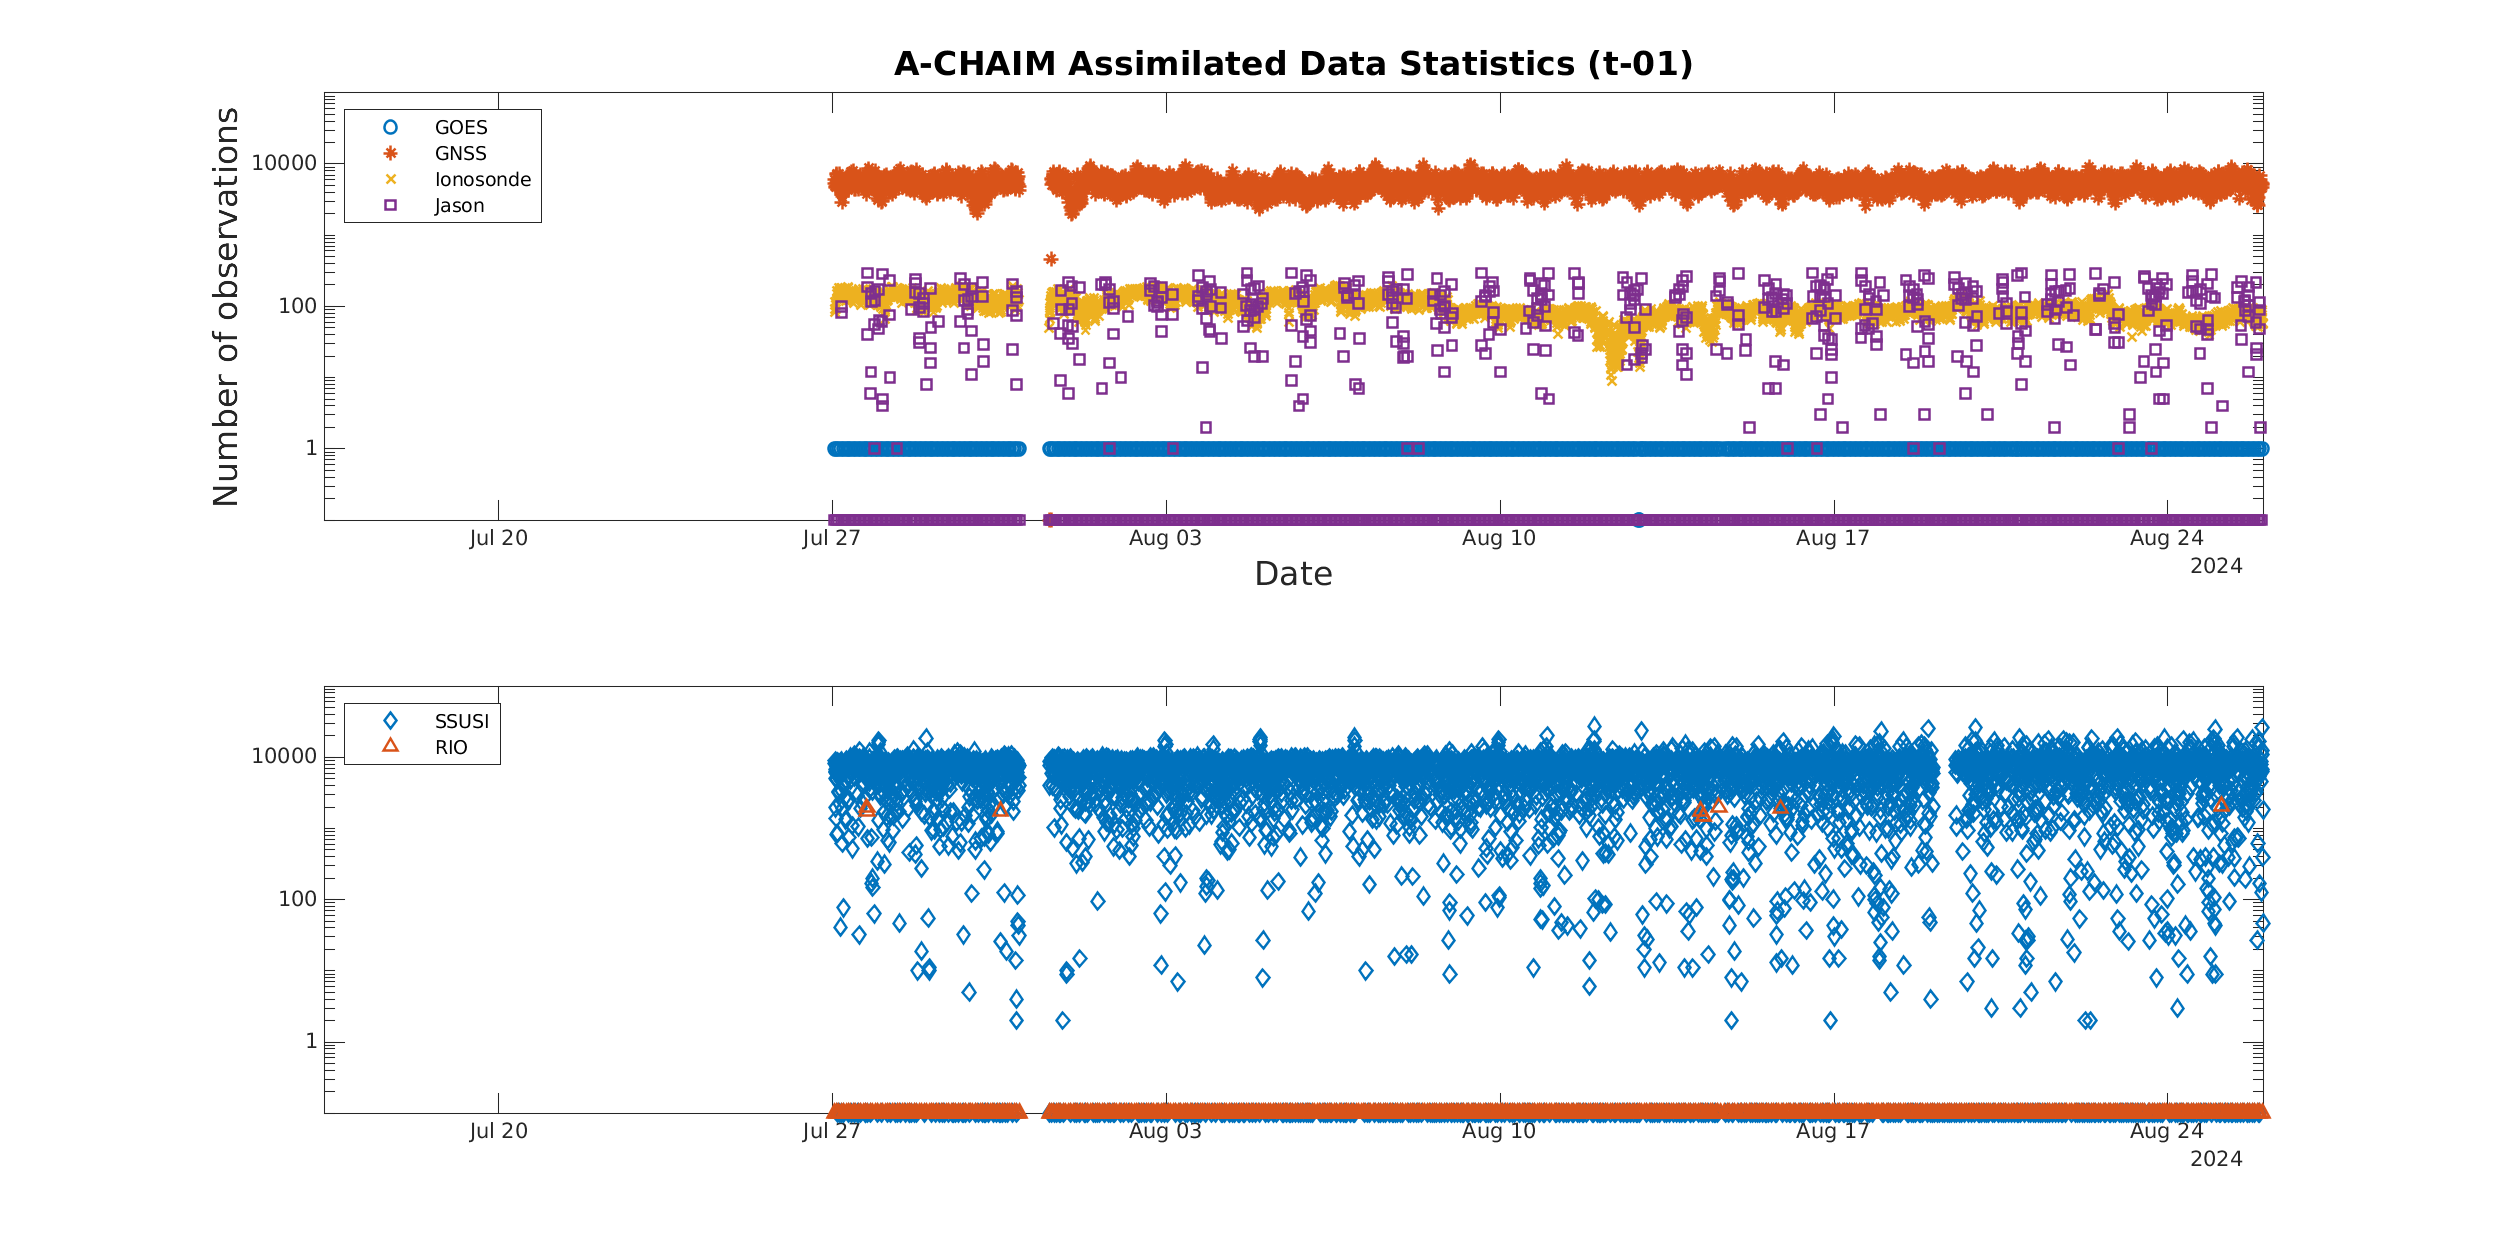 A-CHAIM Assimilated Data Statistics (t-01)
Number of observations
10000
100
1
GOES
GNSS
Ionosonde
Jason
Jul 20
Jul 27
Aug 03
Aug 10
Aug 17
Aug 24
2024
Date
10000
100
1
SSUSI
RIO
Jul 20
Jul 27
Aug 03
Aug 10
Aug 17
Aug 24
2024